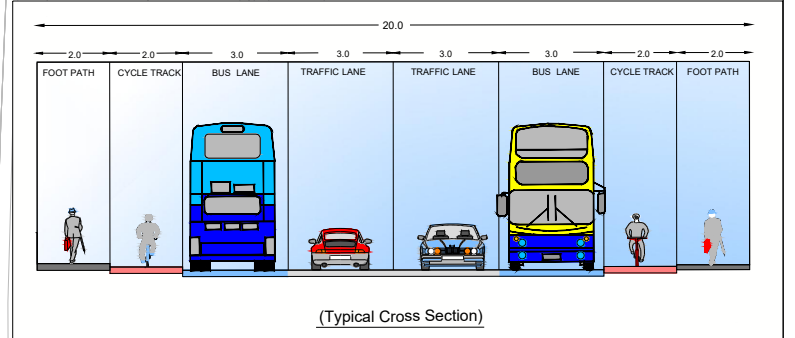 20.0
2.0 2.0 3.0 3.0 3.0 3.0 2.0 2.0
FOOT PATH CYCLE TRACK BUS LANE TRAFFIC LANE TRAFFIC LANE BUS LANE CYCLE TRACK FOOT PATH
(Typical Cross Section)